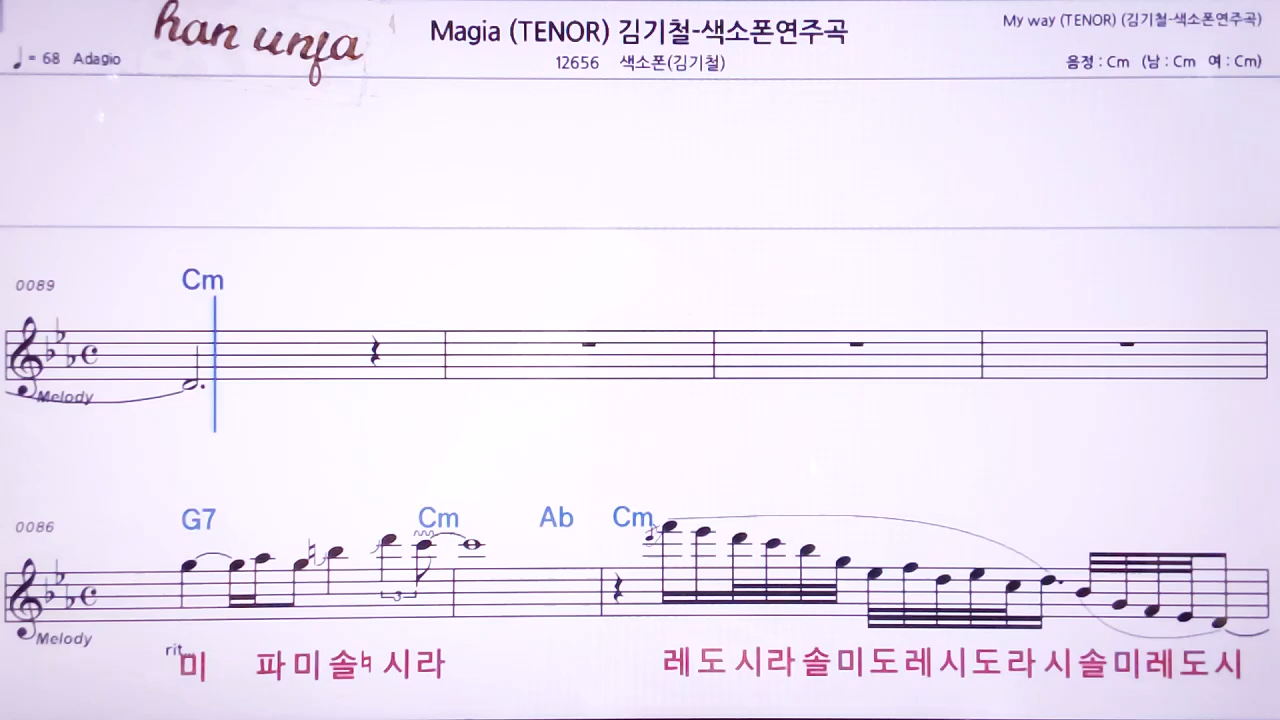 han unfa
Magia (TENOR) 김기철-색소폰연주곡
My way (TENOR) (김기철-색소폰연주곡)
♩ = 68 Adagio
12656 색소폰(김기철)
음정 : Cm (남 : Cm 여 : Cm)
Cm
0089
Melody
G7 Cm Ab Cm
0086
3
Melody
rit...
미 파미솔♮시라 레도시라솔미도레시도라시솔미레도시